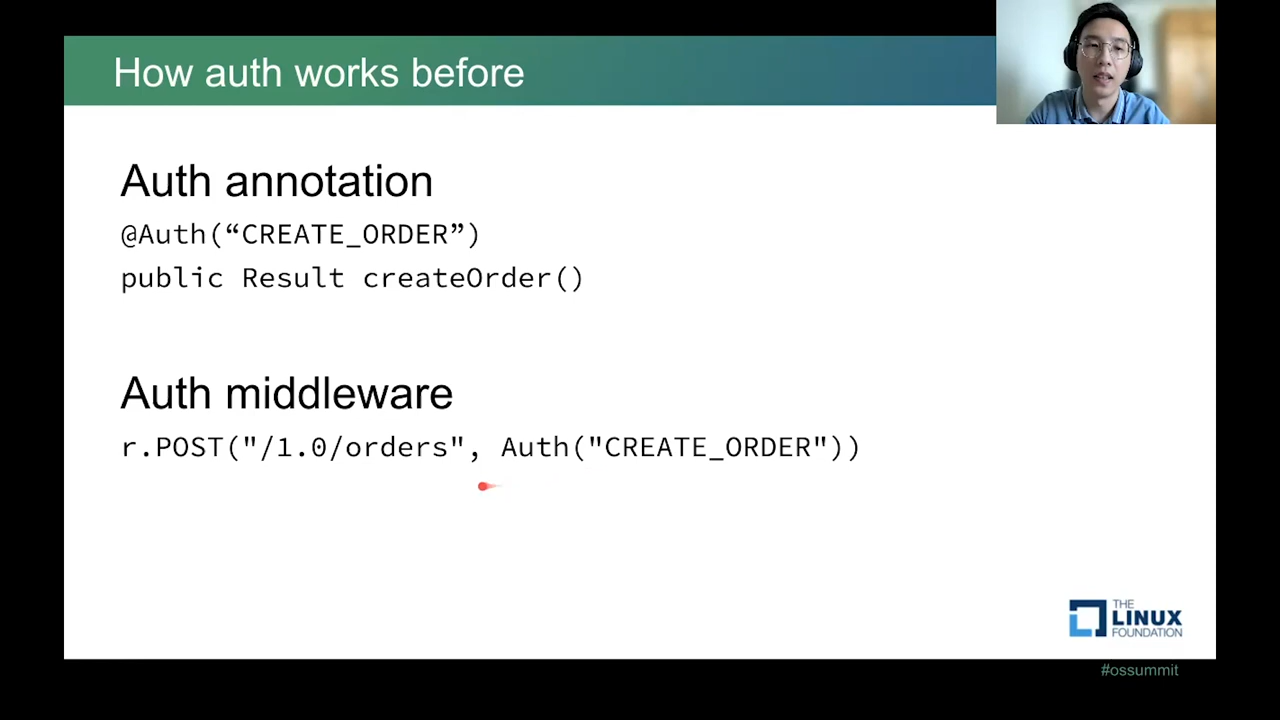 How auth works before
Auth annotation
@Auth(“CREATE_ORDER”)
public Result createOrder()
Auth middleware
r.POST("/1.0/orders", Auth("CREATE_ORDER"))
THE
LINUX
FOUNDATION
#ossummit